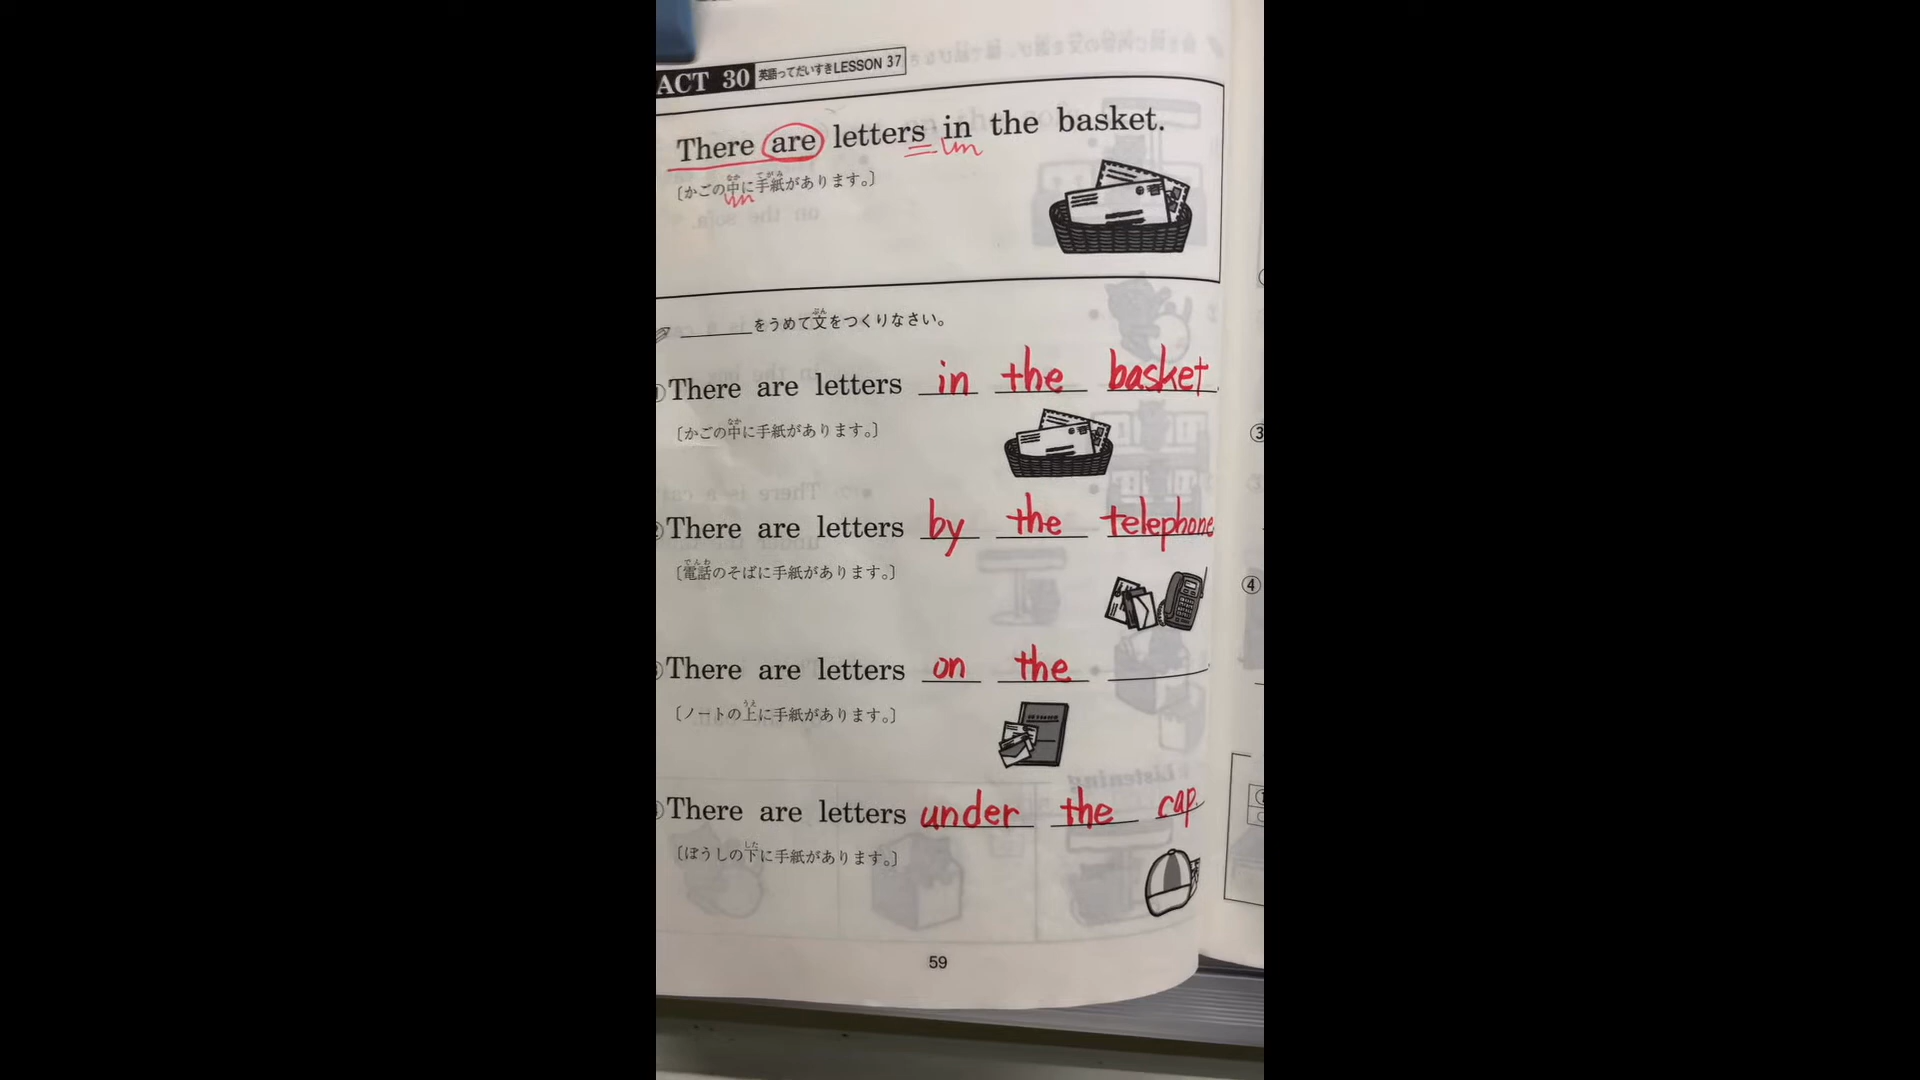 ACT 30 英語ってだいすきLESSON 37
There are letters in the basket.
〔かごの中に手紙があります。〕
をうめて文をつくりなさい。
There are letters in the basket.
〔かごの中に手紙があります。〕
There are letters by the telephone
〔電話のそばに手紙があります。〕
There are letters on the
〔ノートの上に手紙があります。〕
There are letters under the cap.
〔ぼうしの下に手紙があります。〕
59
③
④